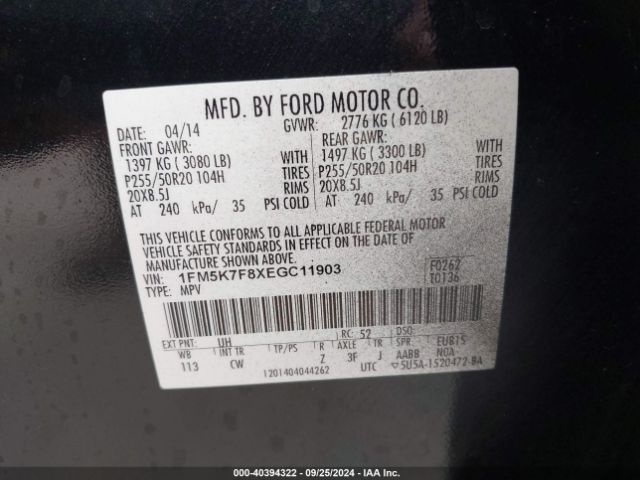 MFD. BY FORD MOTOR CO.
DATE: 04/14 GVWR: 2776 KG ( 6120 LB)
FRONT GAWR: REAR GAWR:
1397 KG ( 3080 LB) WITH 1497 KG ( 3300 LB) WITH
P255/50R20 104H TIRES P255/50R20 104H TIRES
20X8.5J RIMS 20X8.5J RIMS
AT 240 kPa/ 35 PSI COLD AT 240 kPa/ 35 PSI COLD
THIS VEHICLE CONFORMS TO ALL APPLICABLE FEDERAL MOTOR
VEHICLE SAFETY STANDARDS IN EFFECT ON THE DATE OF
MANUFACTURE SHOWN ABOVE.
VIN: 1FM5K7F8XEGC11903 F0262
TYPE: MPV T0136
EXT PNT: UH RC: 52 DSO:
WB INT TR TP/PS R AXLE TR SPR EUB15
113 CW Z 3F J AABB N0A
1201404044262 UTC 5U5A-1520472-BA
000-40394322 - 09/25/2024 - IAA Inc.